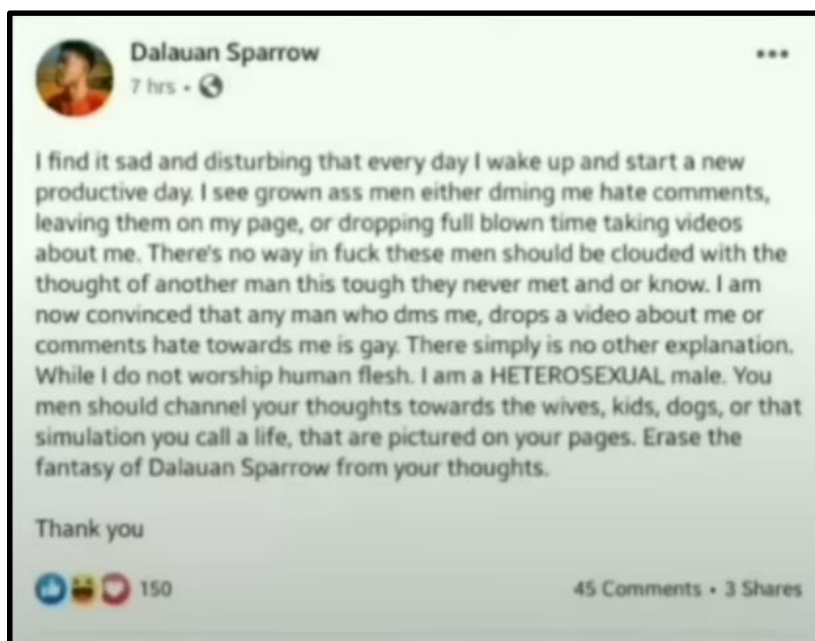 Dalauan Sparrow
7 hrs •
I find it sad and disturbing that every day I wake up and start a new
productive day. I see grown ass men either dming me hate comments,
leaving them on my page, or dropping full blown time taking videos
about me. There's no way in fuck these men should be clouded with the
thought of another man this tough they never met and or know. I am
now convinced that any man who dms me, drops a video about me or
comments hate towards me is gay. There simply is no other explanation.
While I do not worship human flesh. I am a HETEROSEXUAL male. You
men should channel your thoughts towards the wives, kids, dogs, or that
simulation you call a life, that are pictured on your pages. Erase the
fantasy of Dalauan Sparrow from your thoughts.
Thank you
150
45 Comments • 3 Shares